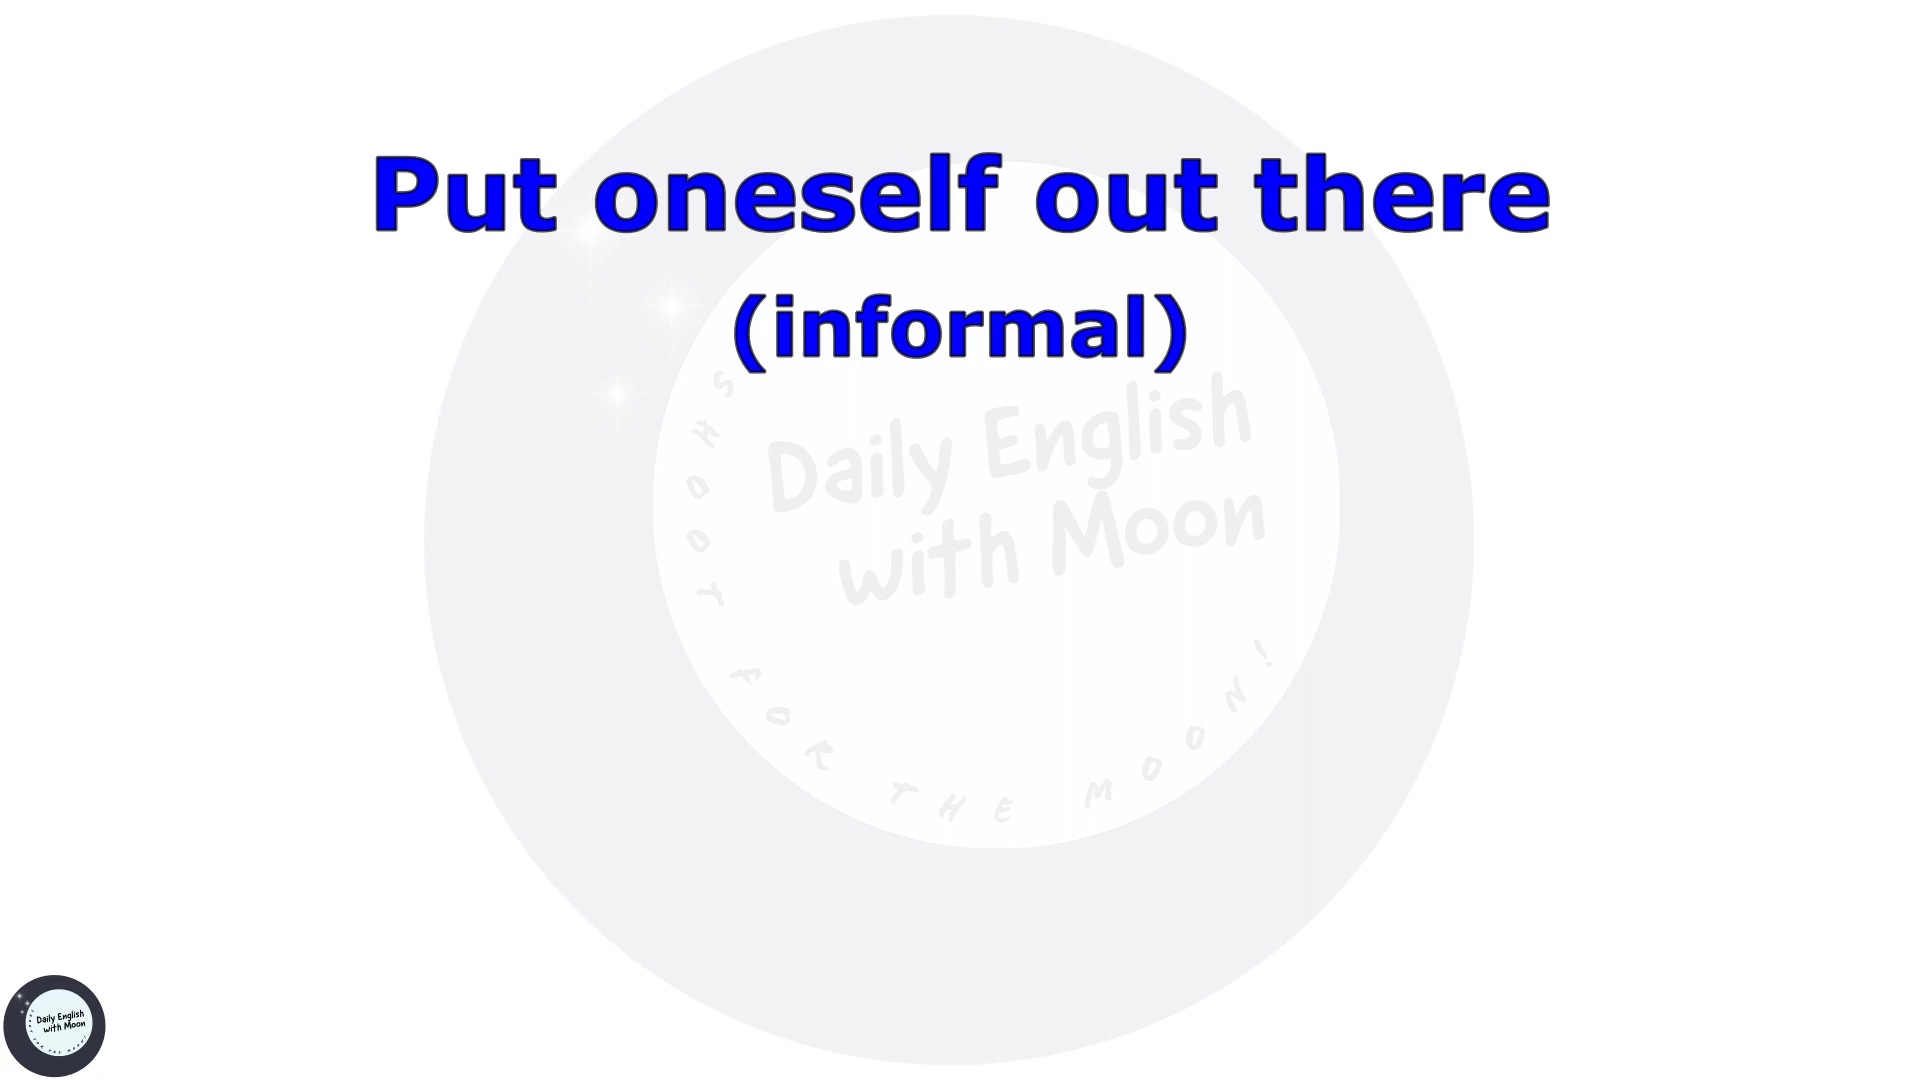 Put oneself out there
(informal)
Daily English
with Moon
SHOOT FOR THE MOON!
Daily English
with Moon